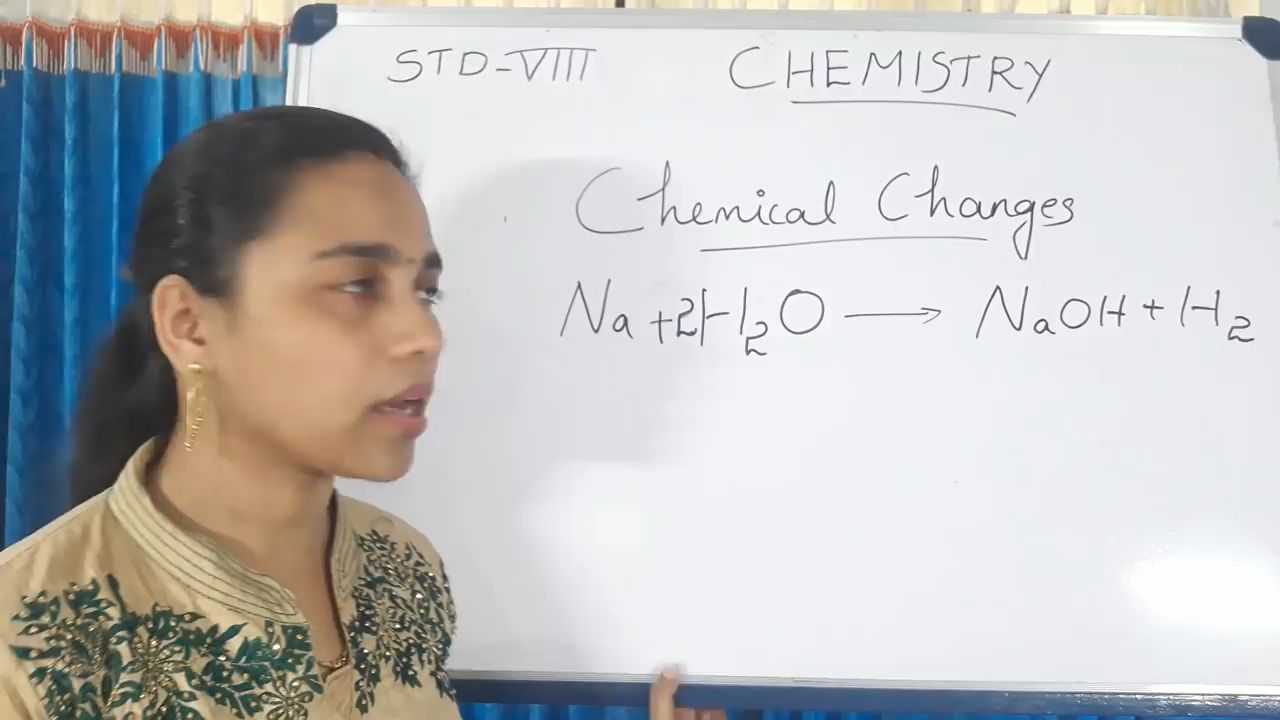 STD-VIII CHEMISTRY
Chemical Changes
Na + 2H₂O → NaOH + H₂